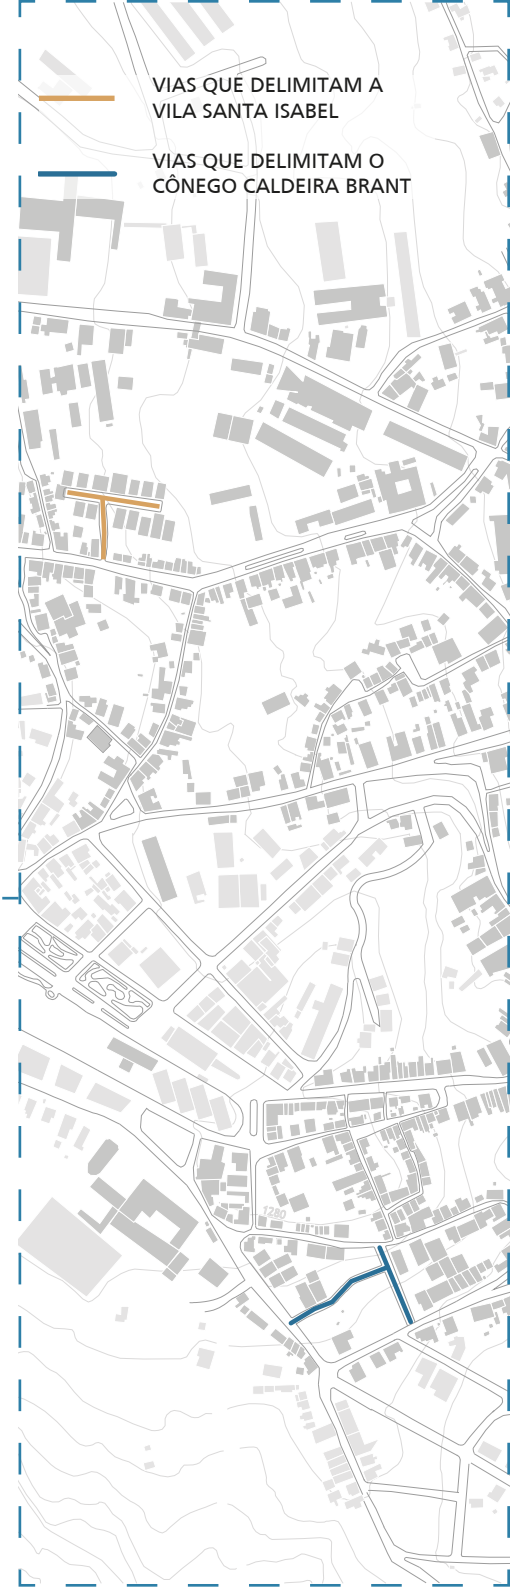 VIAS QUE DELIMITAM A
VILA SANTA ISABEL
VIAS QUE DELIMITAM O
CÔNEGO CALDEIRA BRANT
1280